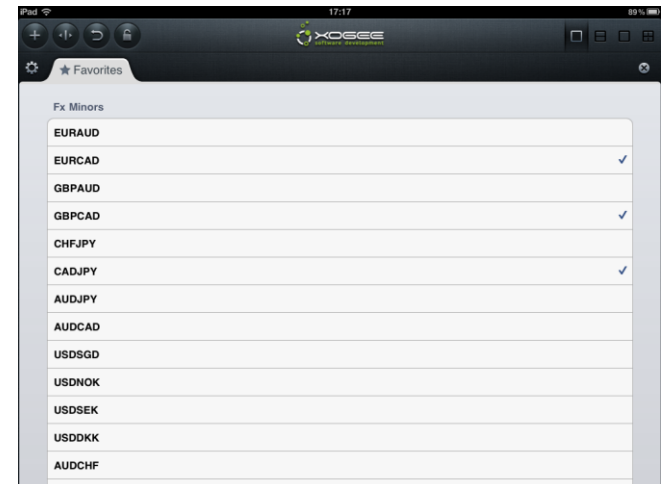 iPad 17:17 89%
XOGEE
software development
Favorites
Fx Minors
EURAUD
EURCAD
GBPAUD
GBPCAD
CHFJPY
CADJPY
AUDJPY
AUDCAD
USDSGD
USDNOK
USDSEK
USDDKK
AUDCHF